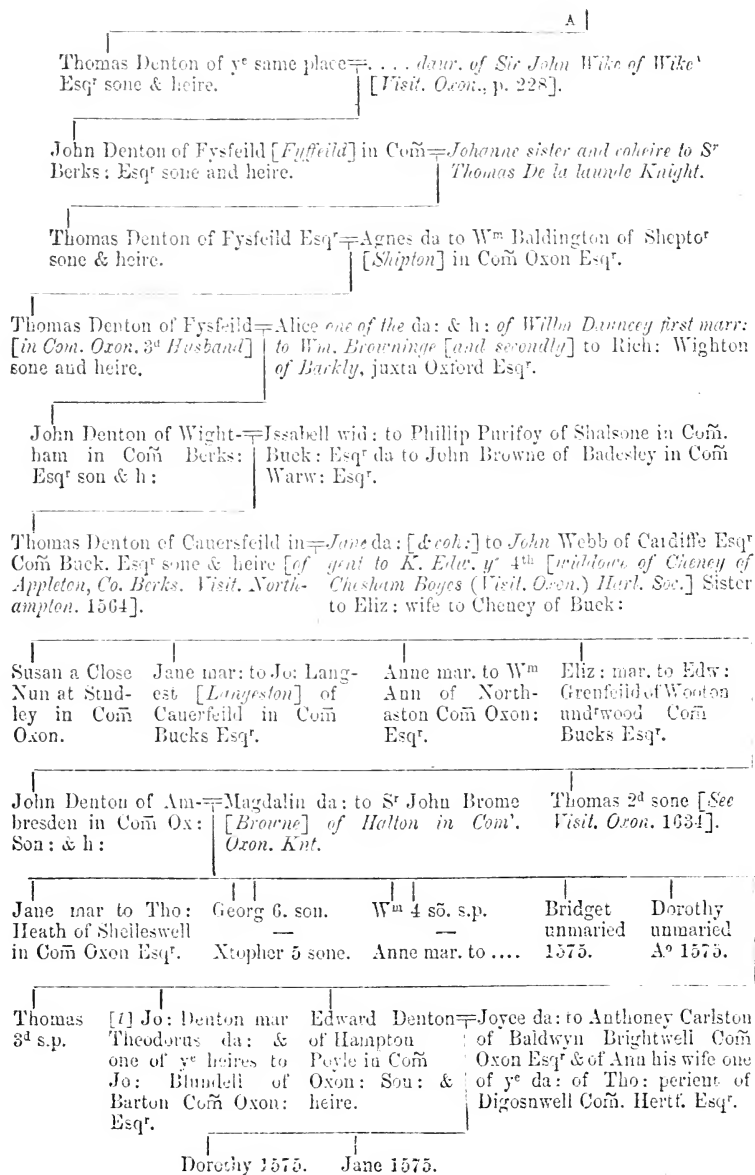 A
Thomas Denton of yᵉ same place=. . . . daur. of Sir John Wike of Wike
Esqʳ sone & heire. [Visit. Oxon., p. 228].
John Denton of Fysfeild [Fyffeild] in Com̃=Johanne sister and coheire to Sʳ
Berks: Esqʳ sone and heire. Thomas De la launde Knight.
Thomas Denton of Fysfeild Esqʳ=Agnes da to Wᵐ Baldington of Sheptoʳ
sone & heire. [Shipton] in Com̃ Oxon Esqʳ.
Thomas Denton of Fysfeild=Alice one of the da: & h: of Willm Dauncey first marr:
[in Com. Oxon. 3ᵈ Husband] to Wm. Browninge [and secondly] to Rich: Wighton
sone and heire. of Barkly, juxta Oxford Esqʳ.
John Denton of Wight-=Issabell wid: to Phillip Purifoy of Shalsone in Com̃.
ham in Com̃ Berks: Buck: Esqʳ da to John Browne of Badesley in Com̃
Esqʳ son & h: Warw: Esqʳ.
Thomas Denton of Cauersfeild in=Jane da: [& coh:] to John Webb of Cardiffe Esqʳ
Com̃ Buck. Esqʳ sone & heire [of gent to K. Edw. yᵉ 4ᵗʰ [widdowe of Cheney of
Appleton, Co. Berks. Visit. North- Chesham Boyes (Visit. Oxon.) Harl. Soc.] Sister
ampton. 1564]. to Eliz: wife to Cheney of Buck:
Susan a Close Jane mar: to Jo: Lang- Anne mar. to Wᵐ Eliz: mar. to Edw:
Nun at Stud- est [Langeston] of Ann of North- Grenfeild of Wooton
ley in Com̃ Cauerfeild in Com̃ aston Com̃ Oxon: undʳwood Com̃
Oxon. Bucks Esqʳ. Esqʳ. Bucks Esqʳ.
John Denton of Am-=Magdalin da: to Sʳ John Brome Thomas 2ᵈ sone [See
bresden in Com̃ Ox: [Browne] of Halton in Com'. Visit. Oxon. 1634].
Son: & h: Oxon. Knt.
Jane mar to Tho: Georg 6. son. Wᵐ 4 sõ. s.p. Bridget Dorothy
Heath of Shelleswell — — unmaried unmaried
in Com̃ Oxon Esqʳ. Xtopher 5 sone. Anne mar. to .... 1575. Aᵒ 1575.
Thomas [1] Jo: Denton mar Edward Denton=Joyce da: to Anthoney Carlston
3ᵈ s.p. Theodorus da: & of Hampton of Baldwyn Brightwell Com̃
one of yᵉ heires to Poyle in Com̃ Oxon Esqʳ & of Ann his wife one
Jo: Blundell of Oxon: Son: & of yᵉ da: of Tho: perient of
Barton Com̃ Oxon: heire. Digosnwell Com̃. Hertf. Esqʳ.
Esqʳ.
Dorothy 1575. Jane 1575.